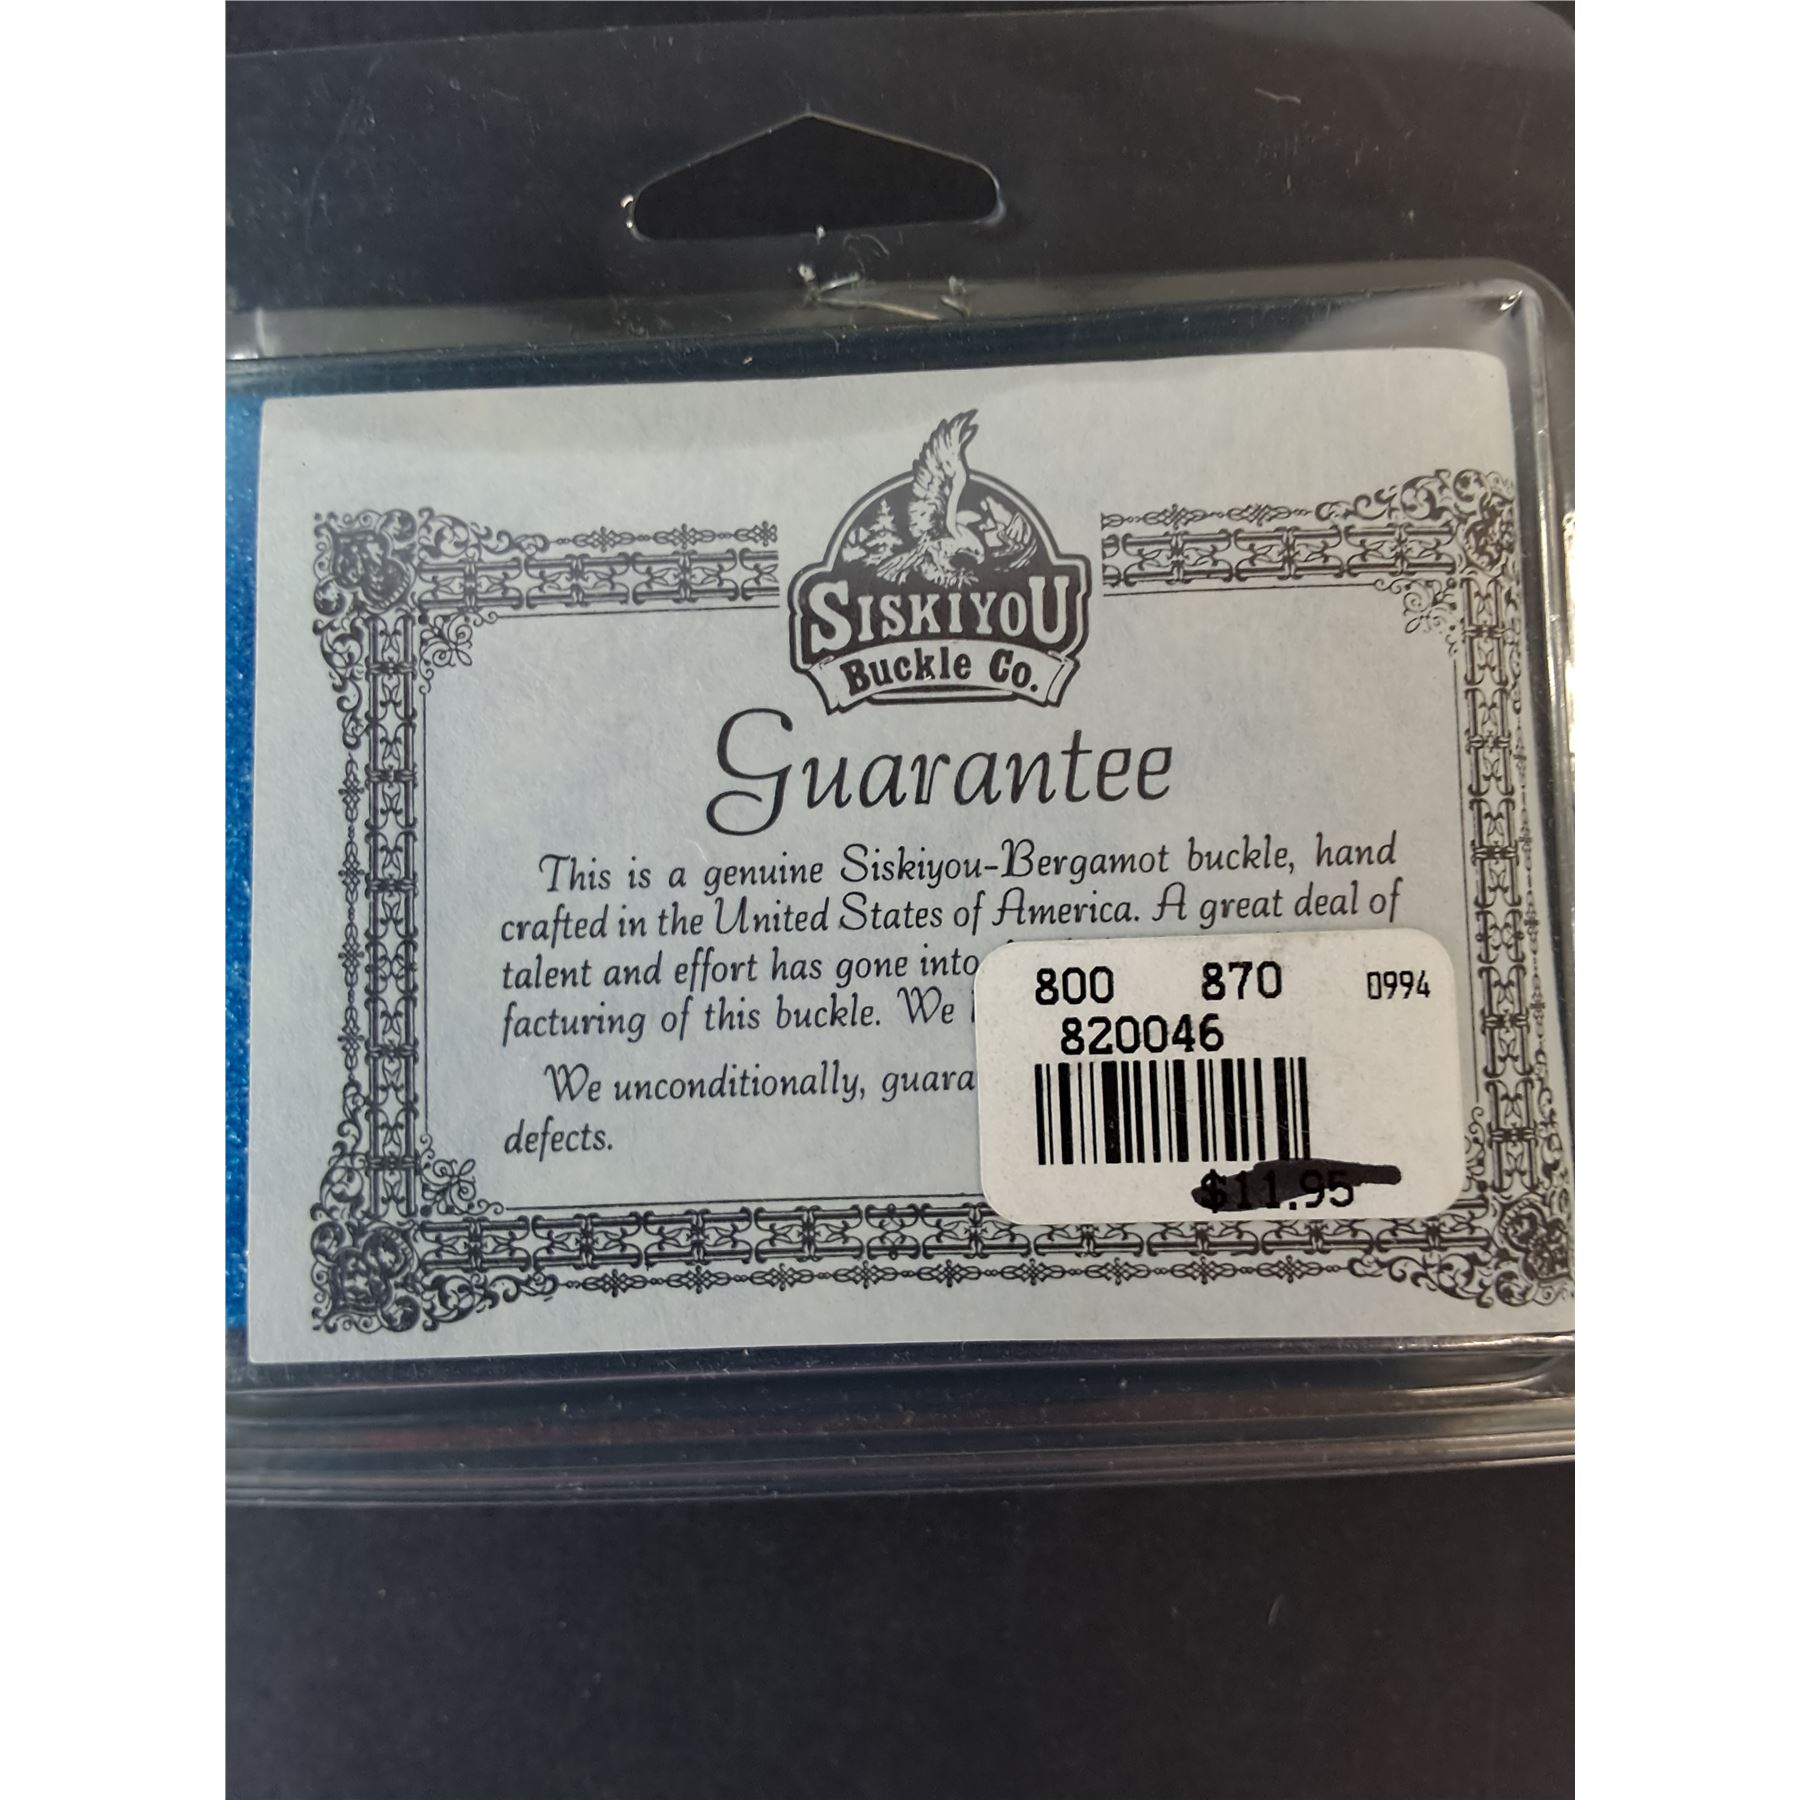 SISKIYOU
Buckle Co.
Guarantee
This is a genuine Siskiyou-Bergamot buckle, hand
crafted in the United States of America. A great deal of
talent and effort has gone into
facturing of this buckle. We
We unconditionally, guara
defects.
800 870 0994
820046
$11.95